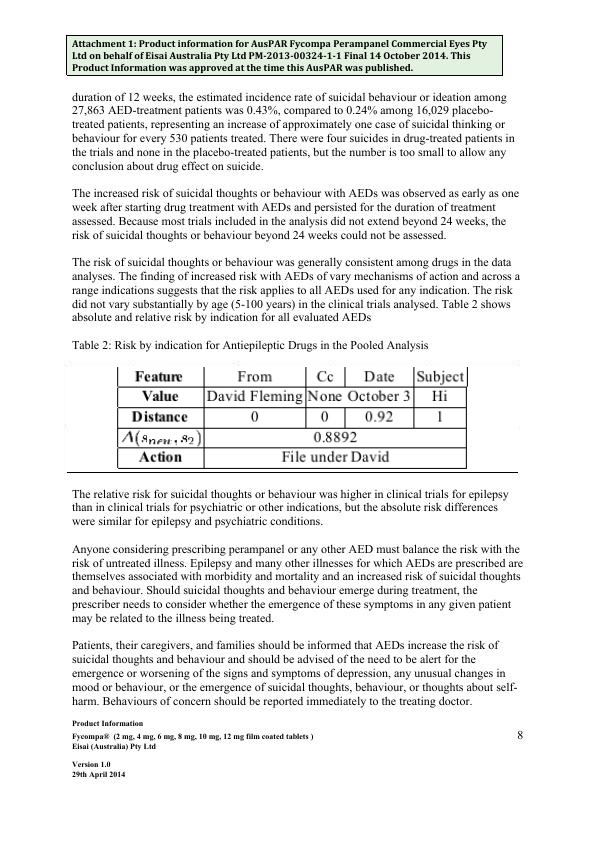 Attachment 1: Product information for AusPAR Fycompa Perampanel Commercial Eyes Pty
Ltd on behalf of Eisai Australia Pty Ltd PM-2013-00324-1-1 Final 14 October 2014. This
Product Information was approved at the time this AusPAR was published.
duration of 12 weeks, the estimated incidence rate of suicidal behaviour or ideation among
27,863 AED-treatment patients was 0.43%, compared to 0.24% among 16,029 placebo-
treated patients, representing an increase of approximately one case of suicidal thinking or
behaviour for every 530 patients treated. There were four suicides in drug-treated patients in
the trials and none in the placebo-treated patients, but the number is too small to allow any
conclusion about drug effect on suicide.
The increased risk of suicidal thoughts or behaviour with AEDs was observed as early as one
week after starting drug treatment with AEDs and persisted for the duration of treatment
assessed. Because most trials included in the analysis did not extend beyond 24 weeks, the
risk of suicidal thoughts or behaviour beyond 24 weeks could not be assessed.
The risk of suicidal thoughts or behaviour was generally consistent among drugs in the data
analyses. The finding of increased risk with AEDs of vary mechanisms of action and across a
range indications suggests that the risk applies to all AEDs used for any indication. The risk
did not vary substantially by age (5-100 years) in the clinical trials analysed. Table 2 shows
absolute and relative risk by indication for all evaluated AEDs
Table 2: Risk by indication for Antiepileptic Drugs in the Pooled Analysis
Feature From Cc Date Subject
Value David Fleming None October 3 Hi
Distance 0 0 0.92 1
Λ(s_new, s_2) 0.8892
Action File under David
The relative risk for suicidal thoughts or behaviour was higher in clinical trials for epilepsy
than in clinical trials for psychiatric or other indications, but the absolute risk differences
were similar for epilepsy and psychiatric conditions.
Anyone considering prescribing perampanel or any other AED must balance the risk with the
risk of untreated illness. Epilepsy and many other illnesses for which AEDs are prescribed are
themselves associated with morbidity and mortality and an increased risk of suicidal thoughts
and behaviour. Should suicidal thoughts and behaviour emerge during treatment, the
prescriber needs to consider whether the emergence of these symptoms in any given patient
may be related to the illness being treated.
Patients, their caregivers, and families should be informed that AEDs increase the risk of
suicidal thoughts and behaviour and should be advised of the need to be alert for the
emergence or worsening of the signs and symptoms of depression, any unusual changes in
mood or behaviour, or the emergence of suicidal thoughts, behaviour, or thoughts about self-
harm. Behaviours of concern should be reported immediately to the treating doctor.
Product Information
Fycompa® (2 mg, 4 mg, 6 mg, 8 mg, 10 mg, 12 mg film coated tablets ) 8
Eisai (Australia) Pty Ltd
Version 1.0
29th April 2014